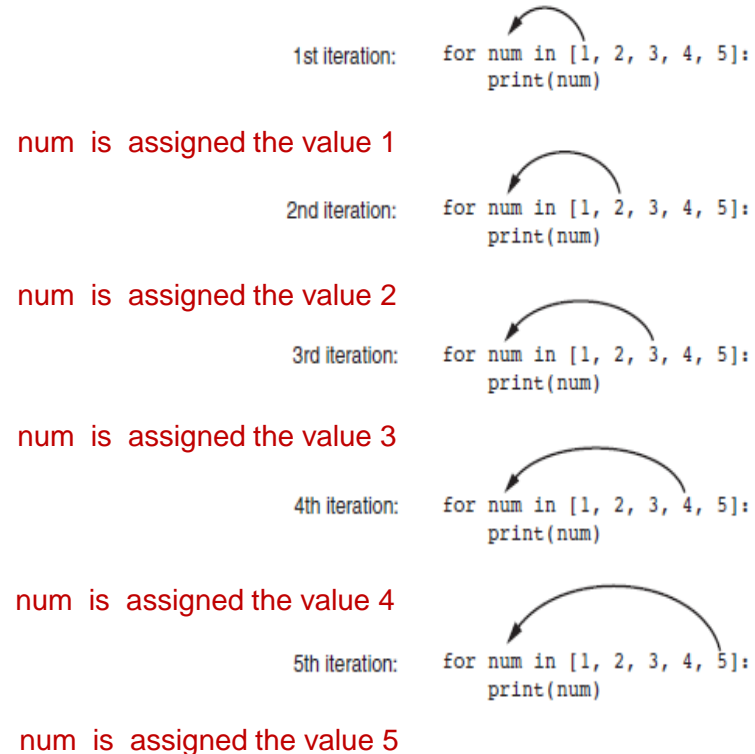 1st iteration: for num in [1, 2, 3, 4, 5]:
print(num)
num is assigned the value 1
2nd iteration: for num in [1, 2, 3, 4, 5]:
print(num)
num is assigned the value 2
3rd iteration: for num in [1, 2, 3, 4, 5]:
print(num)
num is assigned the value 3
4th iteration: for num in [1, 2, 3, 4, 5]:
print(num)
num is assigned the value 4
5th iteration: for num in [1, 2, 3, 4, 5]:
print(num)
num is assigned the value 5